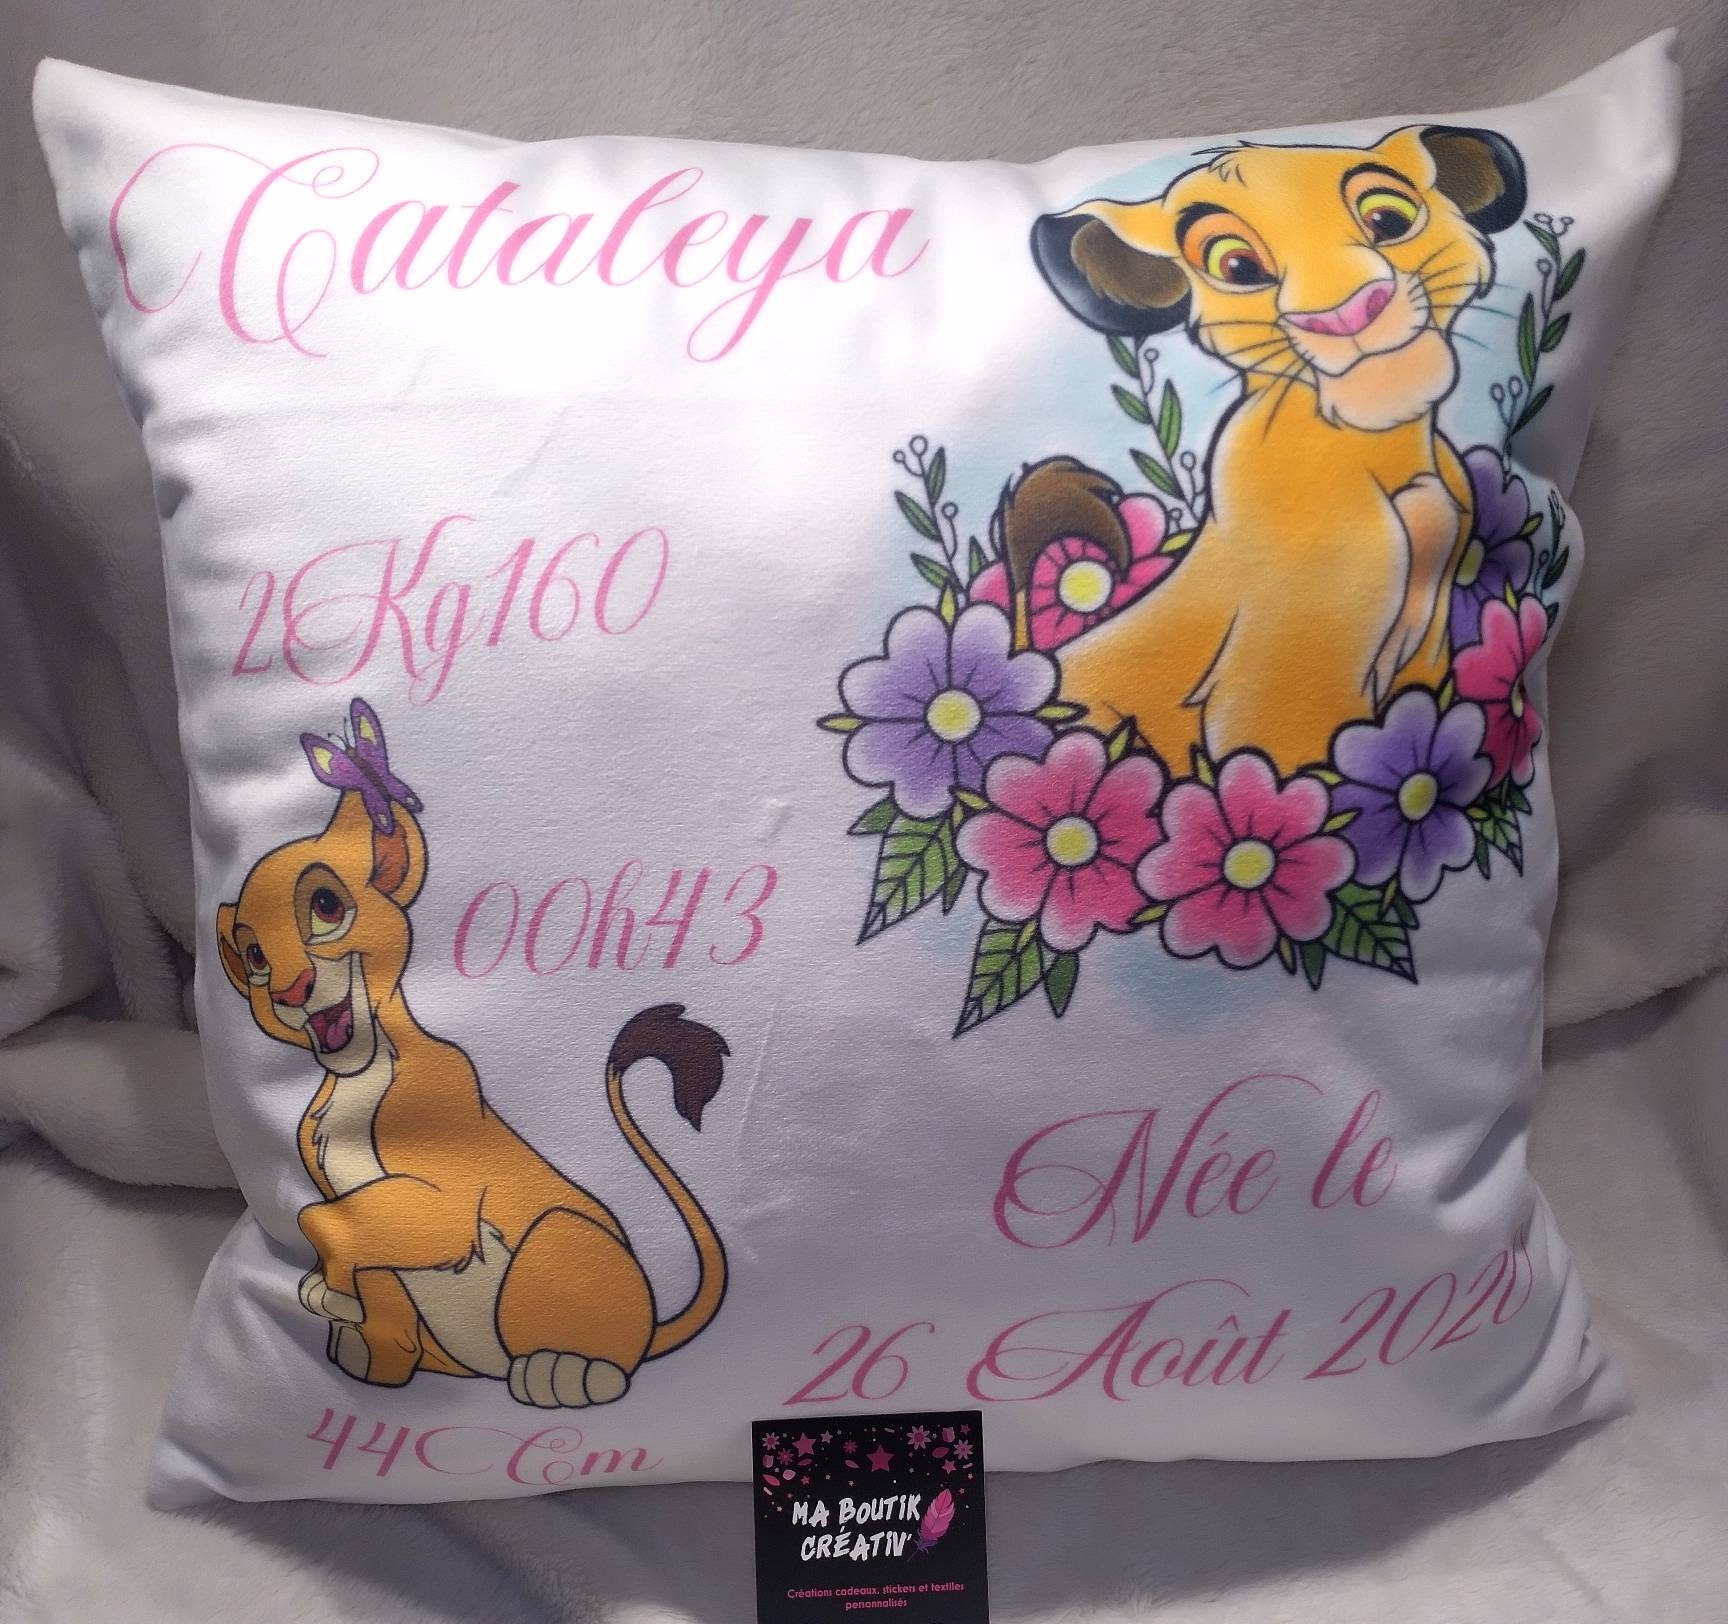 Cataleya
2Kg160
00h43
Née le
26 Août 2020
44Cm
MA BOUTIK
CRÉATIV'
Créations cadeaux, stickers et textiles
personnalisés